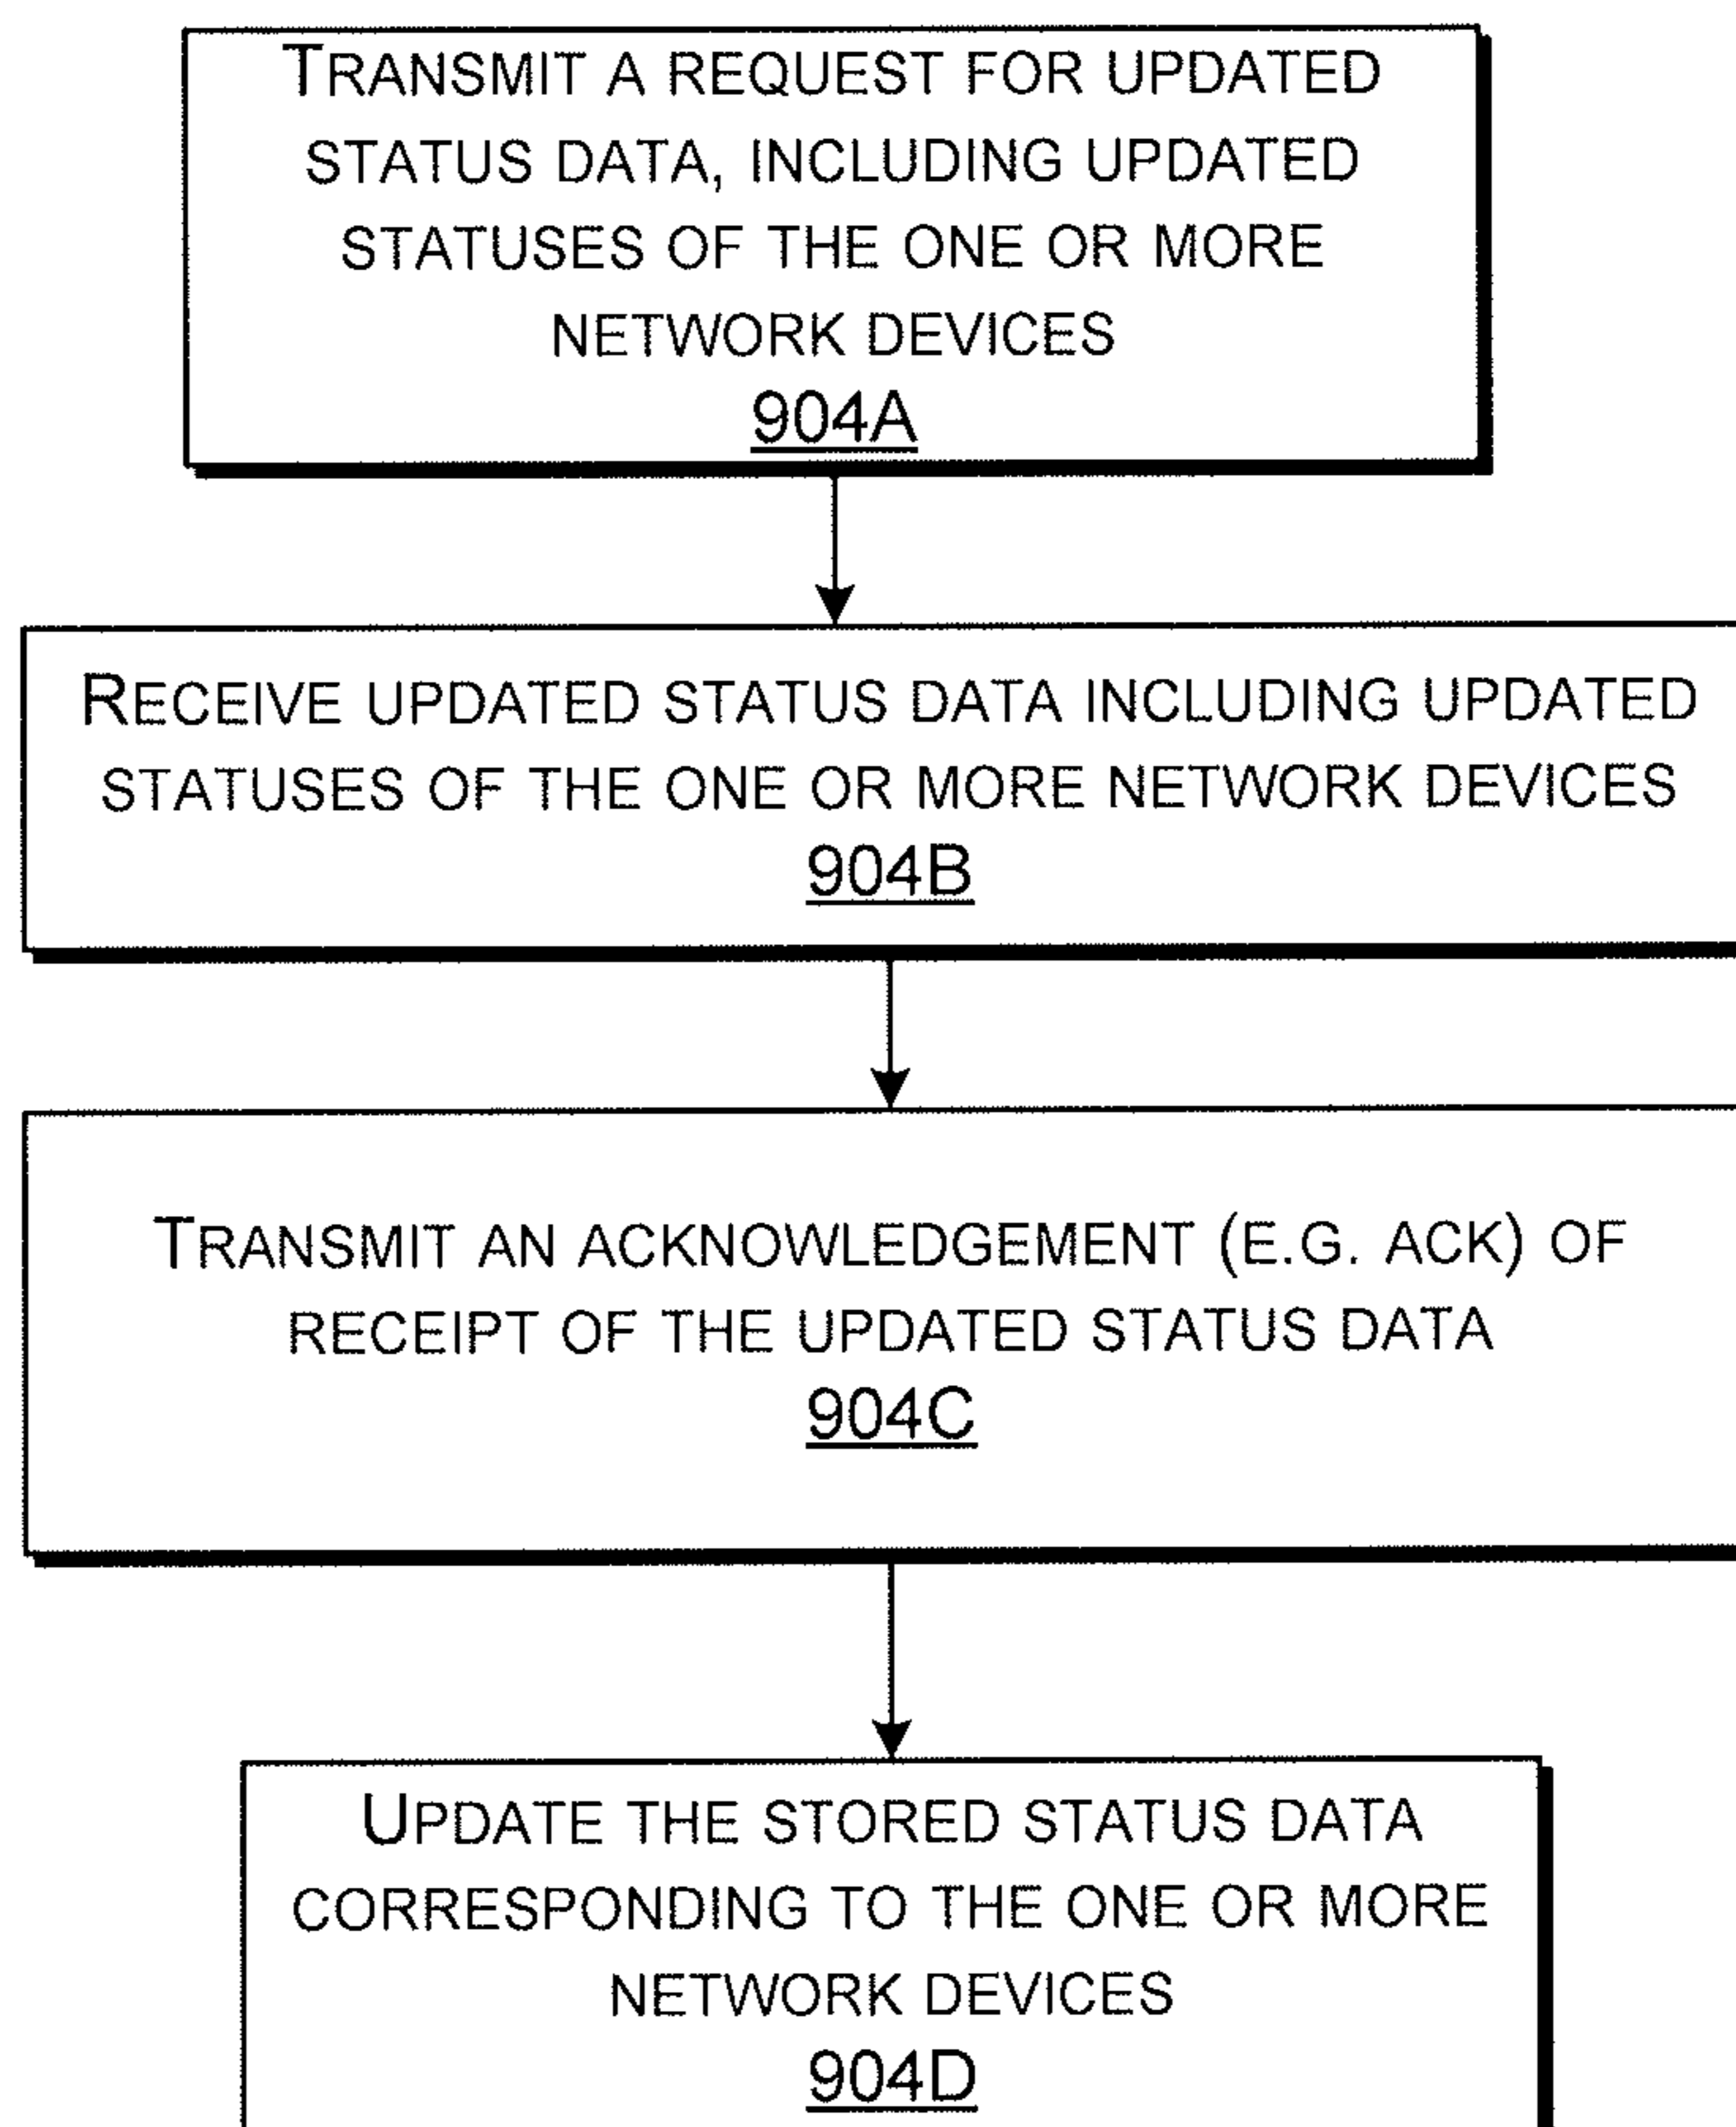 TRANSMIT A REQUEST FOR UPDATED
STATUS DATA, INCLUDING UPDATED
STATUSES OF THE ONE OR MORE
NETWORK DEVICES
904A
RECEIVE UPDATED STATUS DATA INCLUDING UPDATED
STATUSES OF THE ONE OR MORE NETWORK DEVICES
904B
TRANSMIT AN ACKNOWLEDGEMENT (E.G. ACK) OF
RECEIPT OF THE UPDATED STATUS DATA
904C
UPDATE THE STORED STATUS DATA
CORRESPONDING TO THE ONE OR MORE
NETWORK DEVICES
904D